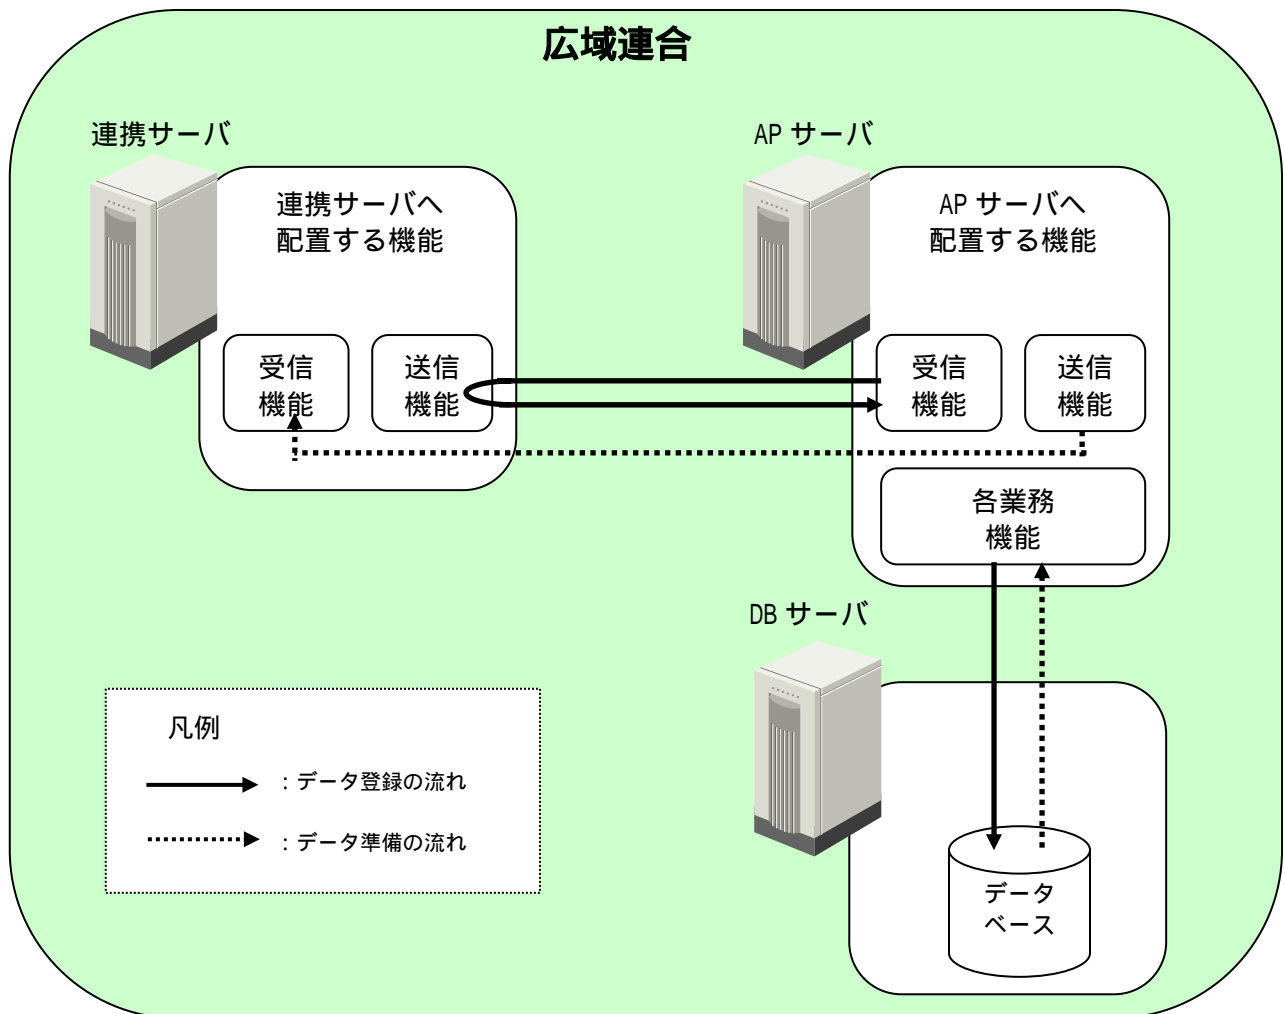 広域連合
連携サーバ
AP サーバ
連携サーバへ
配置する機能
AP サーバへ
配置する機能
受信
機能
送信
機能
受信
機能
送信
機能
各業務
機能
DB サーバ
凡例
：データ登録の流れ
：データ準備の流れ
データ
ベース